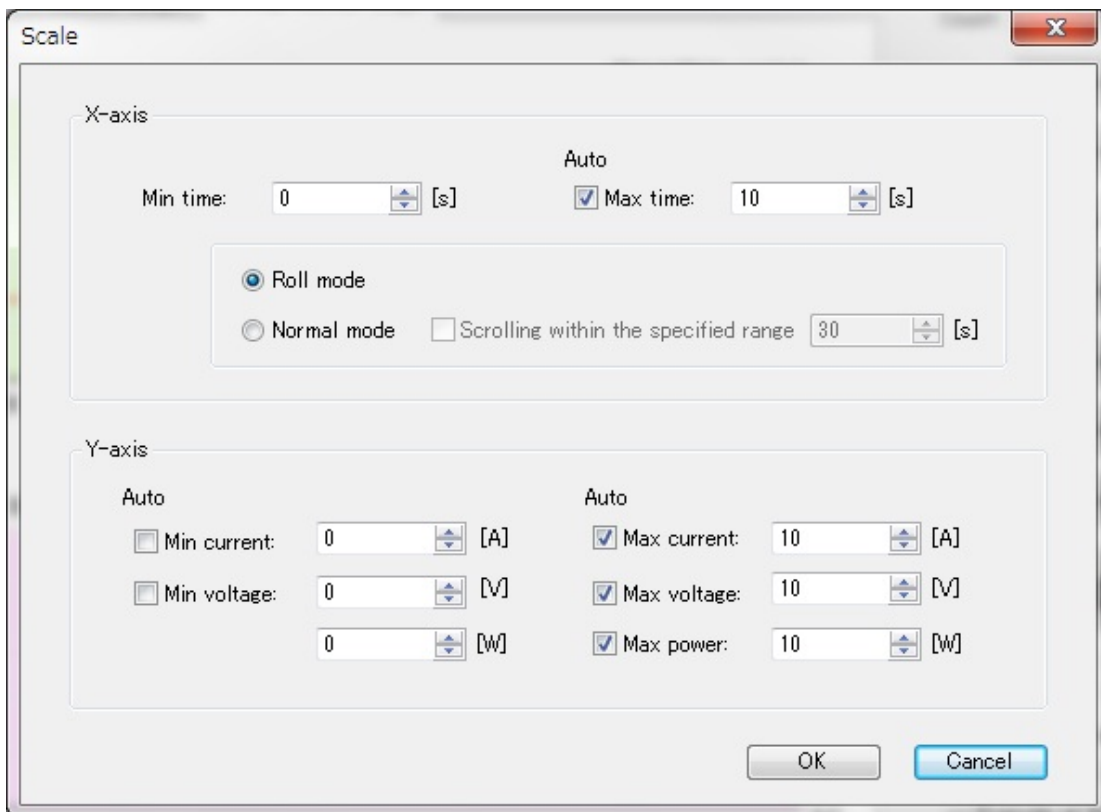 Scale
X-axis
Auto
Min time: 0 [s] Max time: 10 [s]
Roll mode
Normal mode Scrolling within the specified range 30 [s]
Y-axis
Auto Auto
Min current: 0 [A] Max current: 10 [A]
Min voltage: 0 [V] Max voltage: 10 [V]
0 [W] Max power: 10 [W]
OK Cancel